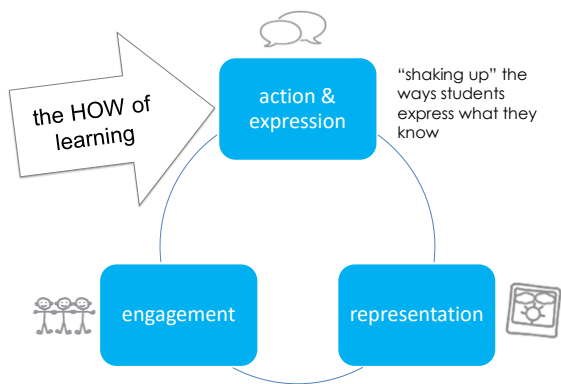 the HOW of
learning
action &
expression
“shaking up” the
ways students
express what they
know
engagement
representation